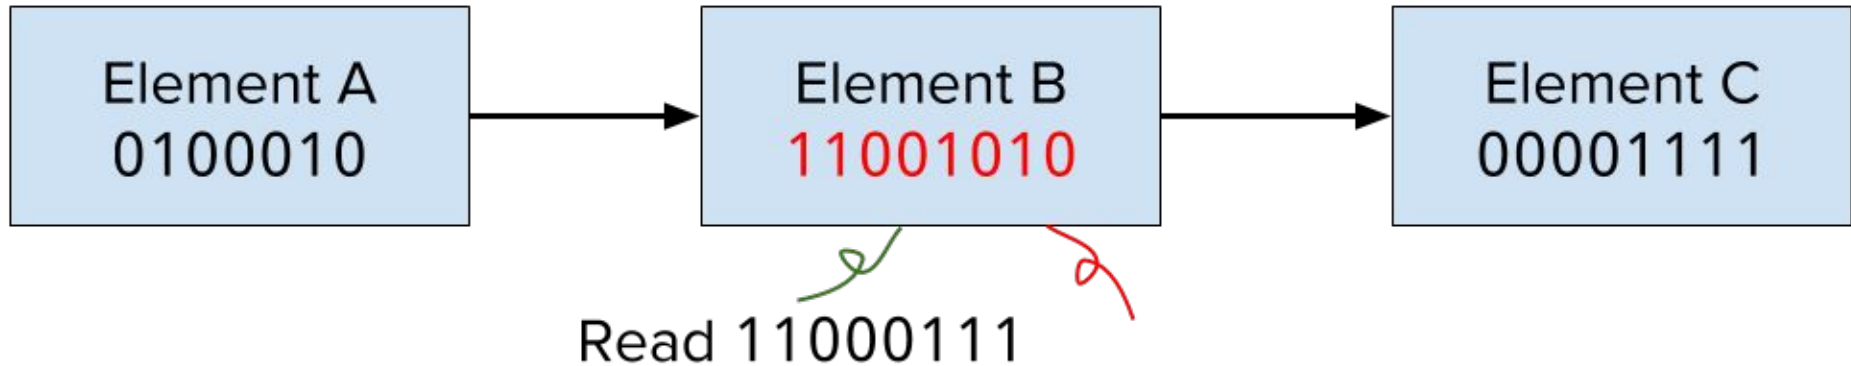 Element A
0100010
Element B
11001010
Element C
00001111
Read 11000111